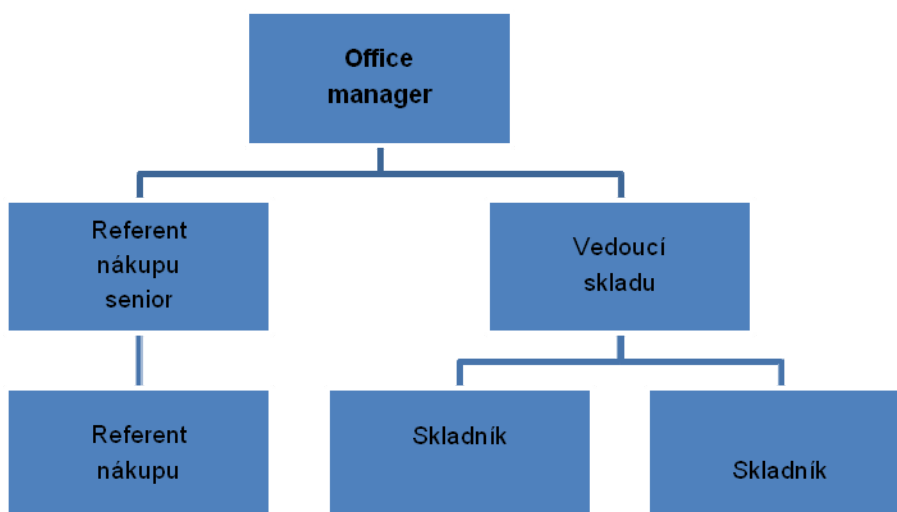 Office
manager
Referent
nákupu
senior
Vedoucí
skladu
Referent
nákupu
Skladník
Skladník